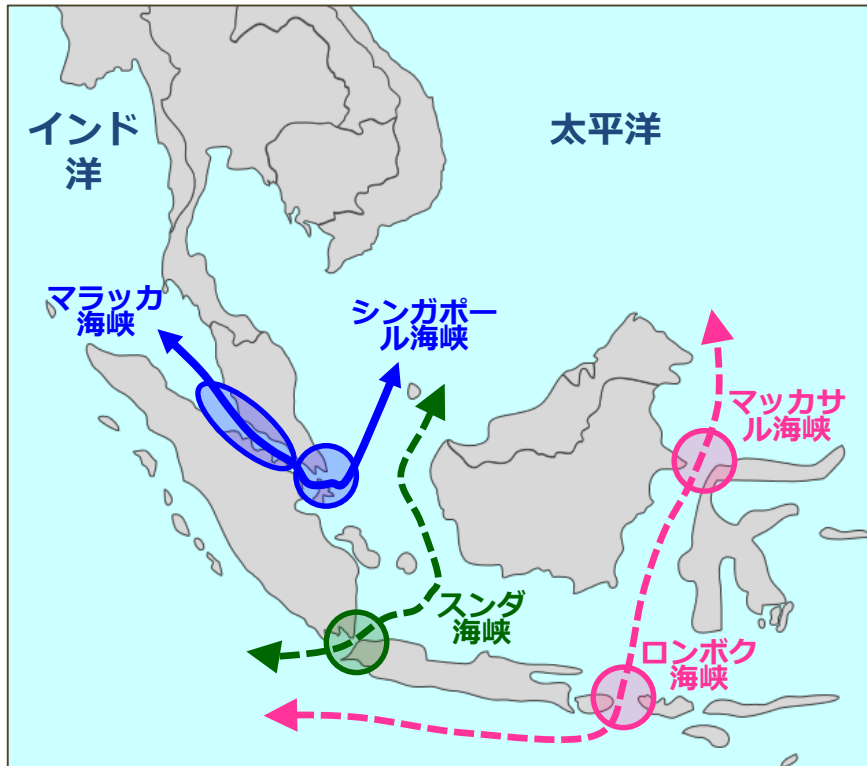 インド
洋
太平洋
マラッカ
海峡
シンガポー
ル海峡
マッカサ
ル海峡
スンダ
海峡
ロンボク
海峡